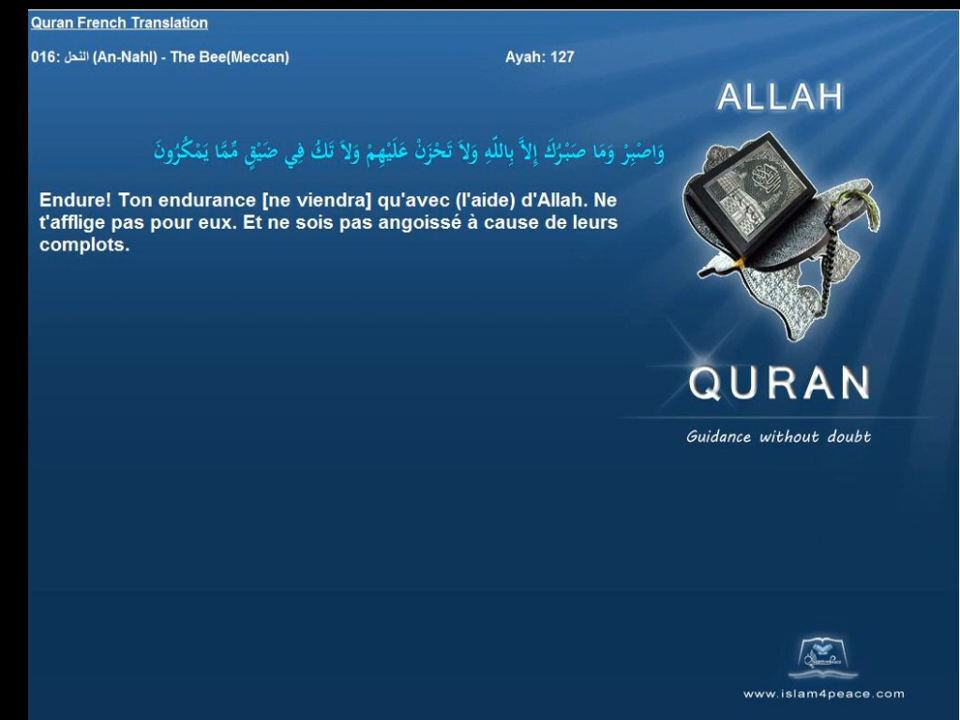 Quran French Translation
016: النحل (An-Nahl) - The Bee(Meccan) Ayah: 127
ALLAH
وَاصْبِرْ وَمَا صَبْرُكَ إِلاَّ بِاللّهِ وَلاَ تَحْزَنْ عَلَيْهِمْ وَلاَ تَكُ فِي ضَيْقٍ مِّمَّا يَمْكُرُونَ
Endure! Ton endurance [ne viendra] qu'avec (l'aide) d'Allah. Ne
t'afflige pas pour eux. Et ne sois pas angoissé à cause de leurs
complots.
QURAN
Guidance without doubt
www.islam4peace.com